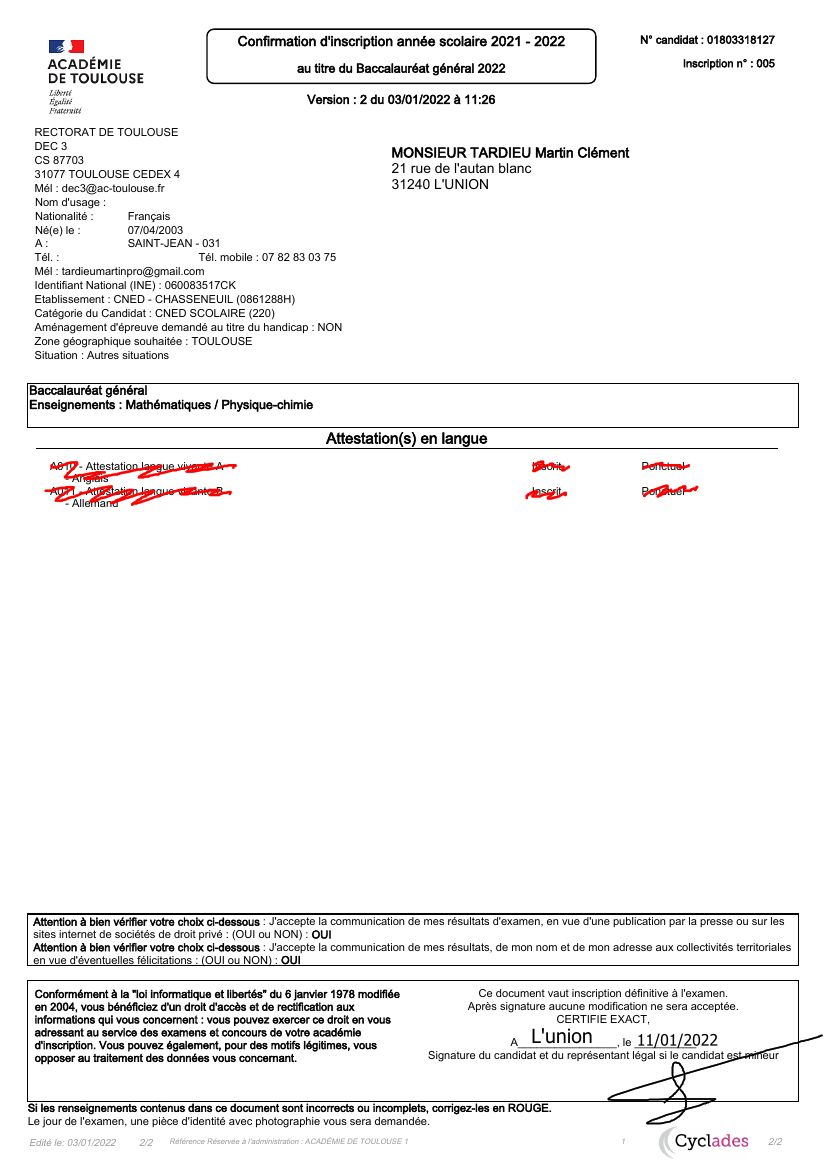 Confirmation d'inscription année scolaire 2021 - 2022
au titre du Baccalauréat général 2022
N° candidat : 01803318127
Inscription n° : 005
ACADÉMIE
DE TOULOUSE
Liberté
Égalité
Fraternité
Version : 2 du 03/01/2022 à 11:26
RECTORAT DE TOULOUSE
DEC 3
CS 87703
31077 TOULOUSE CEDEX 4
Mél : dec3@ac-toulouse.fr
MONSIEUR TARDIEU Martin Clément
21 rue de l'autan blanc
31240 L'UNION
Nom d'usage :
Nationalité : Français
Né(e) le : 07/04/2003
A : SAINT-JEAN - 031
Tél. : Tél. mobile : 07 82 83 03 75
Mél : tardieumartinpro@gmail.com
Identifiant National (INE) : 060083517CK
Etablissement : CNED - CHASSENEUIL (0861288H)
Catégorie du Candidat : CNED SCOLAIRE (220)
Aménagement d'épreuve demandé au titre du handicap : NON
Zone géographique souhaitée : TOULOUSE
Situation : Autres situations
Baccalauréat général
Enseignements : Mathématiques / Physique-chimie
Attestation(s) en langue
- Attestation langue vivante A Inscrit Ponctuel
- Anglais
- Attestation langue vivante B Inscrit Ponctuel
- Allemand
Attention à bien vérifier votre choix ci-dessous : J'accepte la communication de mes résultats d'examen, en vue d'une publication par la presse ou sur les
sites internet de sociétés de droit privé : (OUI ou NON) : OUI
Attention à bien vérifier votre choix ci-dessous : J'accepte la communication de mes résultats, de mon nom et de mon adresse aux collectivités territoriales
en vue d'éventuelles félicitations : (OUI ou NON) : OUI
Conformément à la "loi informatique et libertés" du 6 janvier 1978 modifiée
en 2004, vous bénéficiez d'un droit d'accès et de rectification aux
informations qui vous concernent : vous pouvez exercer ce droit en vous
adressant au service des examens et concours de votre académie
d'inscription. Vous pouvez également, pour des motifs légitimes, vous
opposer au traitement des données vous concernant.
Ce document vaut inscription définitive à l'examen.
Après signature aucune modification ne sera acceptée.
CERTIFIE EXACT,
A L'union , le 11/01/2022
Signature du candidat et du représentant légal si le candidat est mineur
Si les renseignements contenus dans ce document sont incorrects ou incomplets, corrigez-les en ROUGE.
Le jour de l'examen, une pièce d'identité avec photographie vous sera demandée.
Edité le: 03/01/2022 2/2 Référence Réservée à l'administration : ACADÉMIE DE TOULOUSE 1 1 Cyclades 2/2